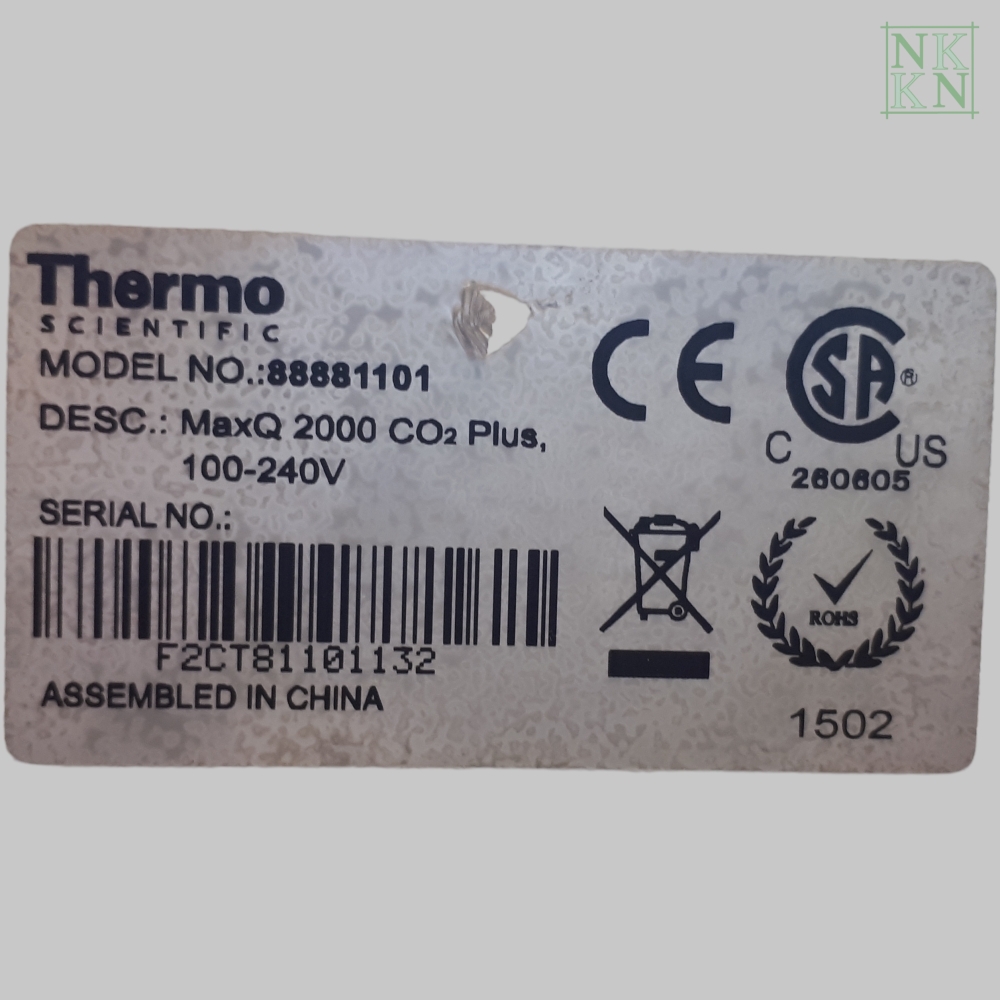 NK
KN
Thermo
SCIENTIFIC
MODEL NO.:88881101
DESC.: MaxQ 2000 CO₂ Plus,
100-240V
SERIAL NO.:
F2CT81101132
ASSEMBLED IN CHINA
CE
SA®
C US
260605
ROHS
1502